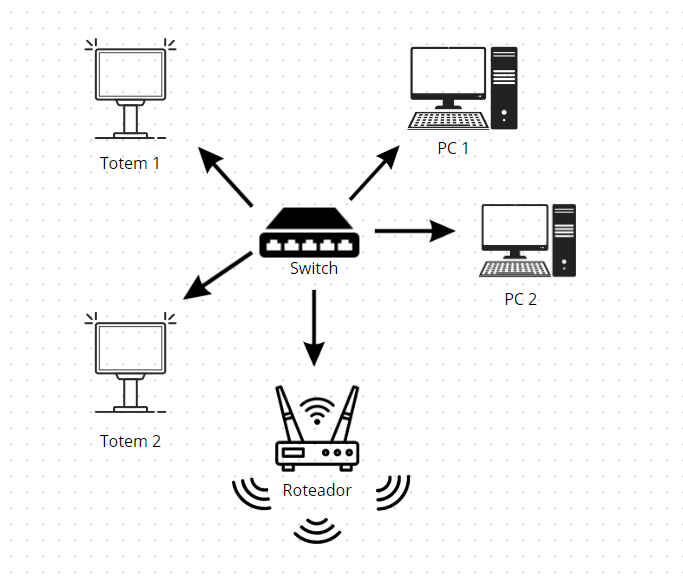 Totem 1
PC 1
Switch
PC 2
Totem 2
Roteador